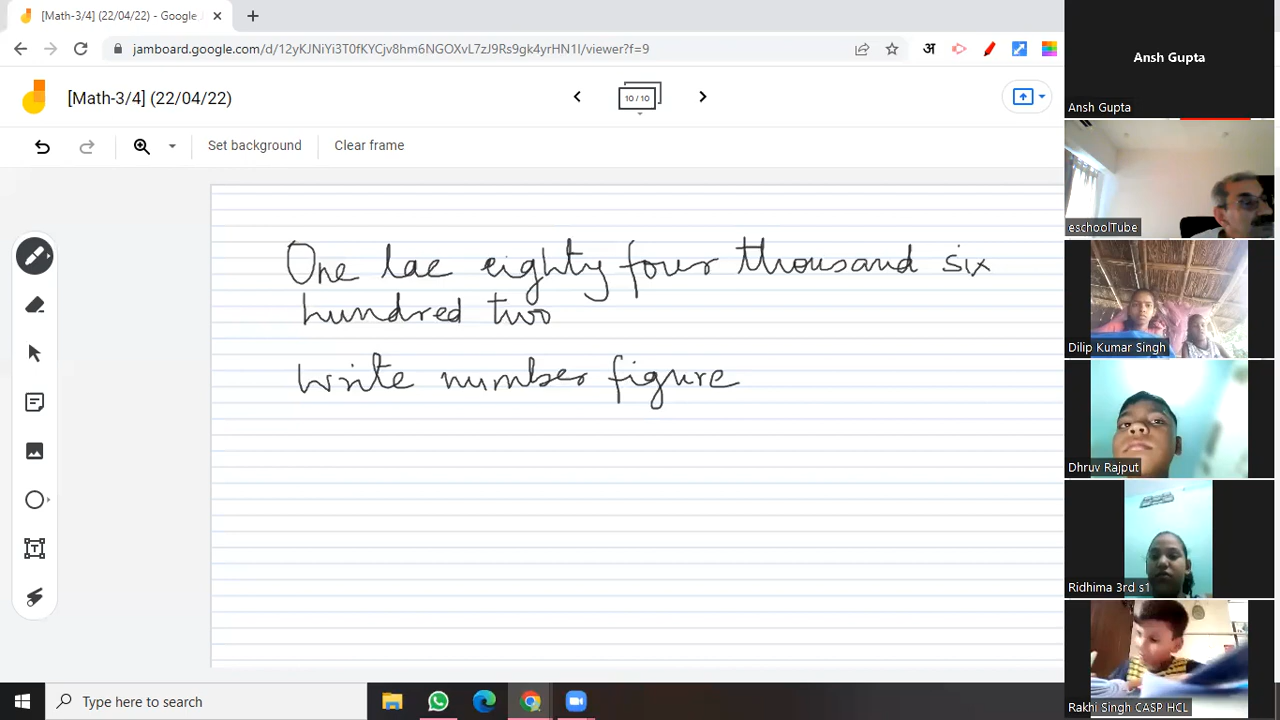 [Math-3/4] (22/04/22) - Google
jamboard.google.com/d/12yKJNiYi3TBKYCjv8hm6NGOXvL7zJ9Rs9gk4yrHN1I/viewer?f=9
अ
[Math-3/4] (22/04/22)
10 / 10
Set background
Clear frame
One lac eighty four thousand six
hundred two
Write number figure
Ansh Gupta
Ansh Gupta
eschoolTube
Dilip Kumar Singh
Dhruv Rajput
Ridhima 3rd s1
Rakhi Singh CASP HCL
Type here to search